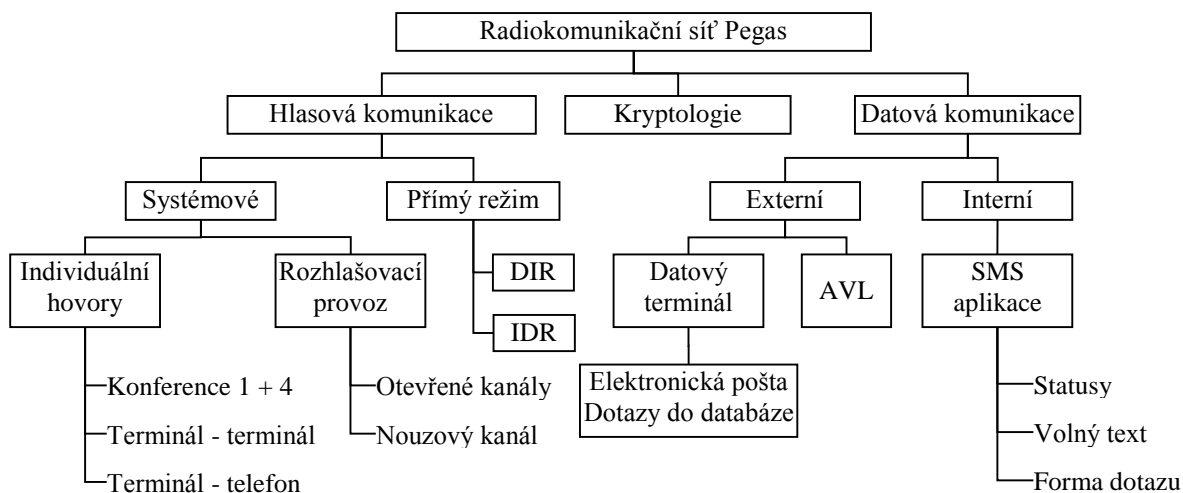 Radiokomunikační síť Pegas
Hlasová komunikace
Kryptologie
Datová komunikace
Systémové
Přímý režim
Externí
Interní
Individuální
hovory
Rozhlašovací
provoz
DIR
IDR
Datový
terminál
AVL
SMS
aplikace
Konference 1 + 4
Terminál - terminál
Terminál - telefon
Otevřené kanály
Nouzový kanál
Elektronická pošta
Dotazy do databáze
Statusy
Volný text
Forma dotazu